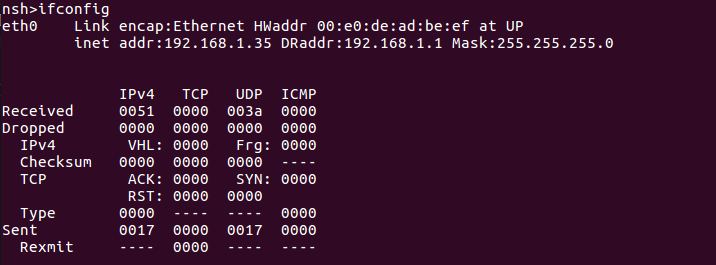 nsh>ifconfig
eth0    Link encap:Ethernet HWaddr 00:e0:de:ad:be:ef at UP
        inet addr:192.168.1.35 DRaddr:192.168.1.1 Mask:255.255.255.0
             IPv4   TCP   UDP  ICMP
Received     0051  0000  003a  0000
Dropped      0000  0000  0000  0000
  IPv4        VHL: 0000   Frg: 0000
  Checksum   0000  0000  0000  ----
  TCP         ACK: 0000   SYN: 0000
              RST: 0000  0000
  Type       0000  ----  ----  0000
Sent         0017  0000  0017  0000
  Rexmit     ----  0000  ----  ----